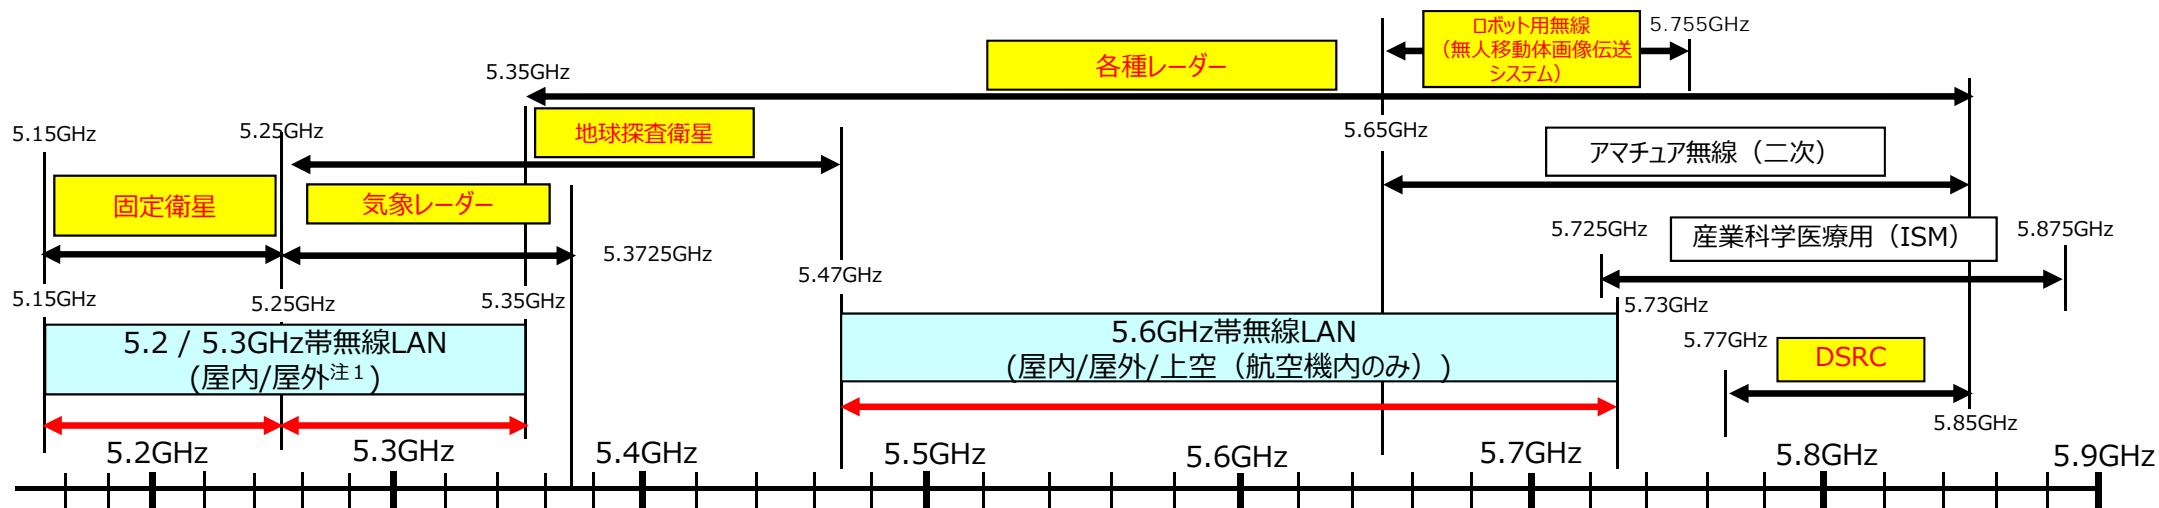 ロボット用無線
（無人移動体画像伝送
システム）
5.755GHz
各種レーダー
5.35GHz
地球探査衛星
5.15GHz
5.25GHz
5.65GHz
アマチュア無線（二次）
固定衛星
気象レーダー
5.725GHz
産業科学医療用（ISM）
5.875GHz
5.3725GHz
5.47GHz
5.15GHz
5.25GHz
5.35GHz
5.73GHz
5.2 / 5.3GHz帯無線LAN
(屋内/屋外注１)
5.6GHz帯無線LAN
(屋内/屋外/上空（航空機内のみ）)
5.77GHz
DSRC
5.85GHz
5.2GHz
5.3GHz
5.4GHz
5.5GHz
5.6GHz
5.7GHz
5.8GHz
5.9GHz